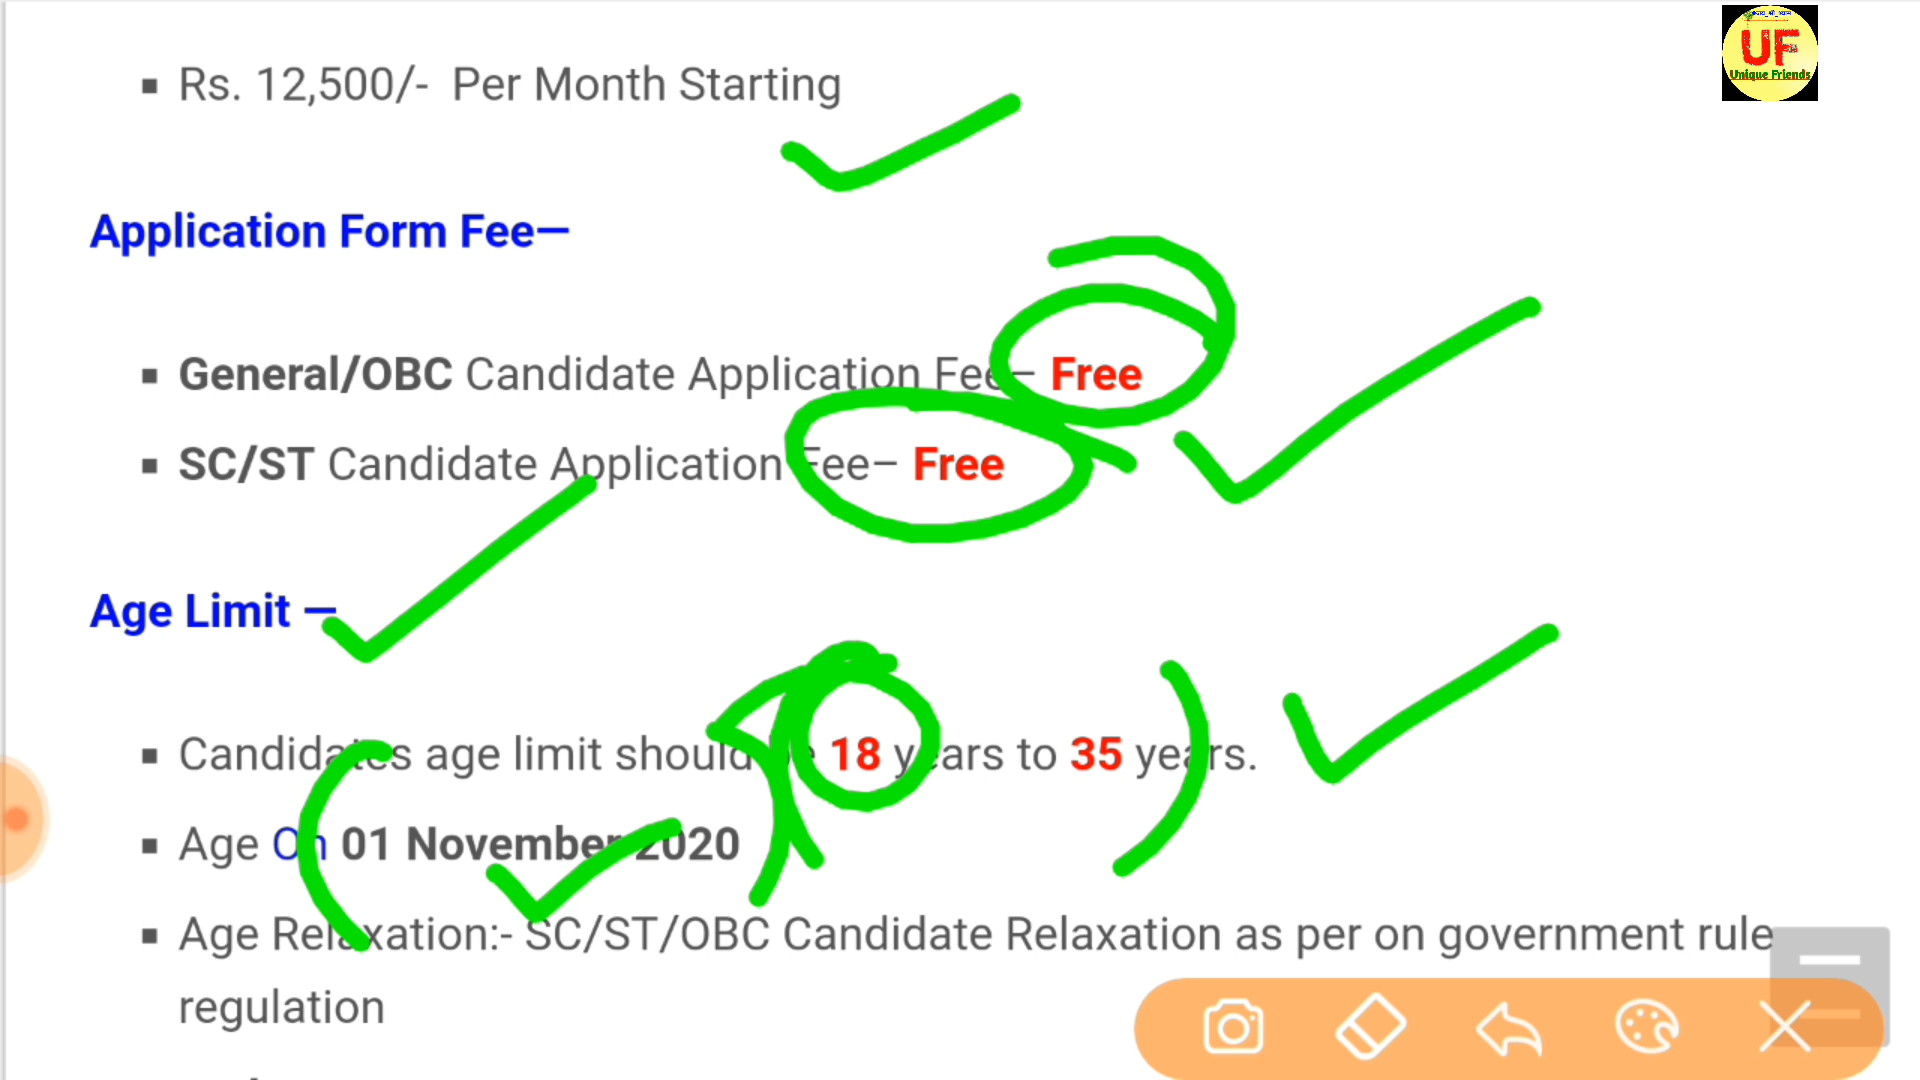 UF
Unique Friends
▪ Rs. 12,500/- Per Month Starting
Application Form Fee—
▪ General/OBC Candidate Application Fee– Free
▪ SC/ST Candidate Application Fee– Free
Age Limit —
▪ Candidates age limit should be 18 years to 35 years.
▪ Age On 01 November 2020
▪ Age Relaxation:- SC/ST/OBC Candidate Relaxation as per on government rule
regulation